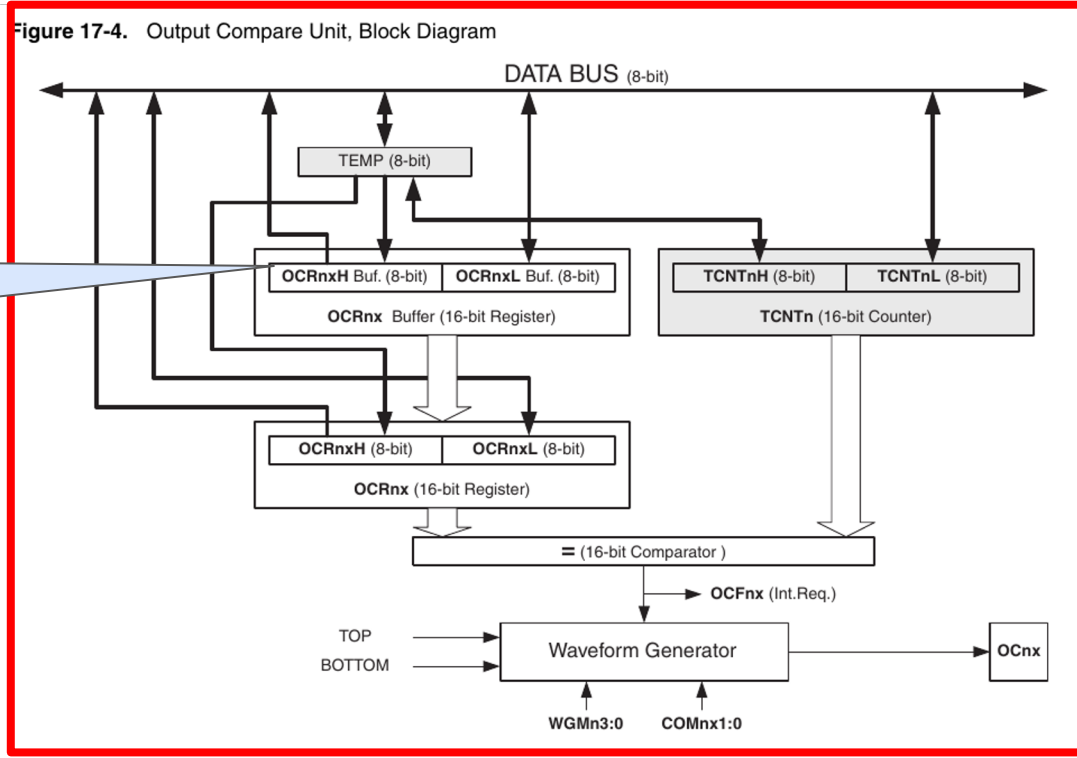 Figure 17-4. Output Compare Unit, Block Diagram
DATA BUS (8-bit)
TEMP (8-bit)
OCRnxH Buf. (8-bit)
OCRnxL Buf. (8-bit)
TCNTnH (8-bit)
TCNTnL (8-bit)
OCRnx Buffer (16-bit Register)
TCNTn (16-bit Counter)
OCRnxH (8-bit)
OCRnxL (8-bit)
OCRnx (16-bit Register)
= (16-bit Comparator )
OCFnx (Int.Req.)
TOP
BOTTOM
Waveform Generator
OCnx
WGMn3:0
COMnx1:0